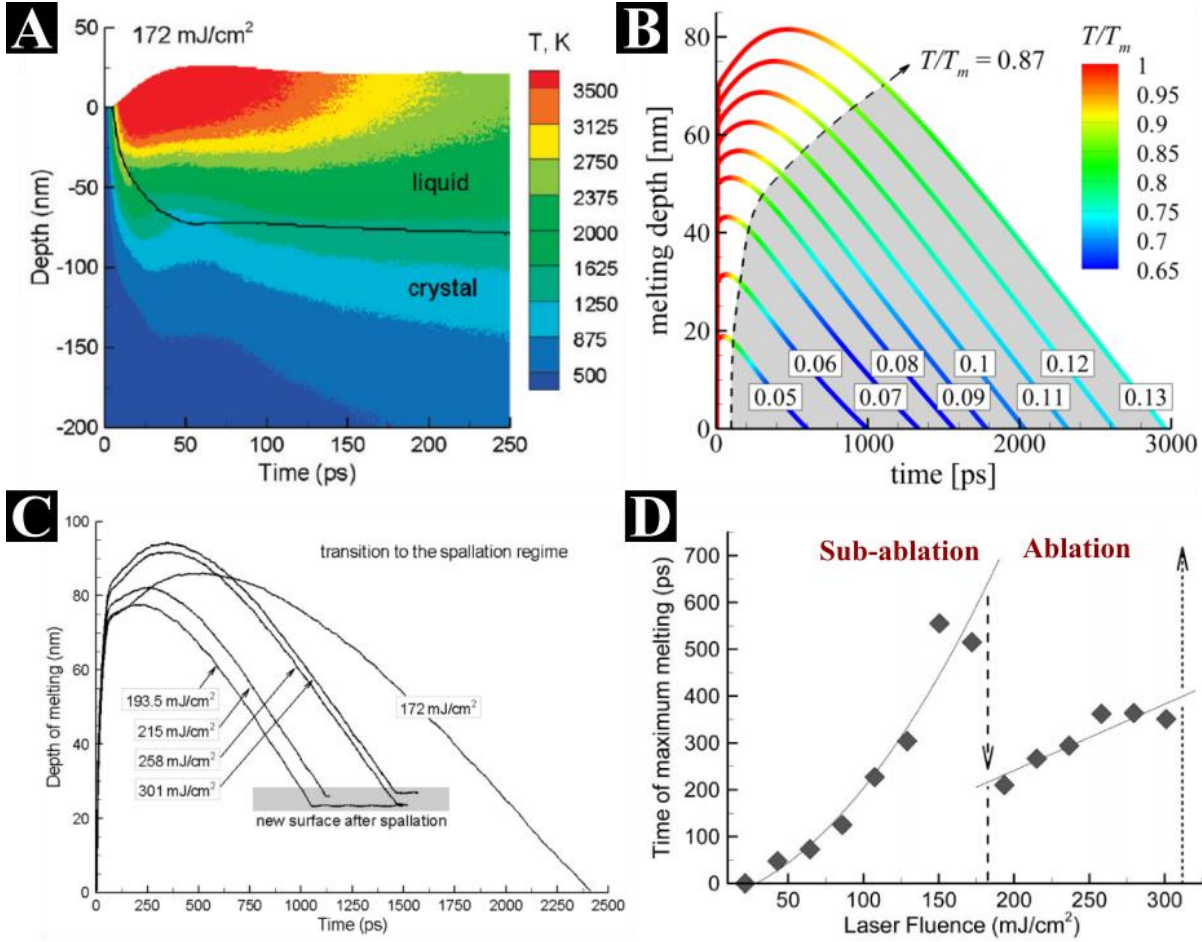 A
172 mJ/cm²
T, K
3500
3125
2750
2375
2000
1625
1250
875
500
liquid
crystal
50
0
-50
-100
-150
-200
Depth (nm)
0 50 100 150 200 250
Time (ps)
B
T/Tm = 0.87
T/Tm
1
0.95
0.9
0.85
0.8
0.75
0.7
0.65
80
60
40
20
0
melting depth [nm]
0.05 0.06 0.07 0.08 0.09 0.1 0.11 0.12 0.13
0 1000 2000 3000
time [ps]
C
transition to the spallation regime
100
80
60
40
20
0
Depth of melting (nm)
193.5 mJ/cm²
215 mJ/cm²
258 mJ/cm²
301 mJ/cm²
172 mJ/cm²
new surface after spallation
0 250 500 750 1000 1250 1500 1750 2000 2250 2500
Time (ps)
D
Sub-ablation Ablation
700
600
500
400
300
200
100
0
Time of maximum melting (ps)
50 100 150 200 250 300
Laser Fluence (mJ/cm²)